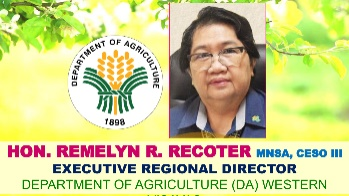 DEPARTMENT OF AGRICULTURE
1898
HON. REMELYN R. RECOTER MNSA, CESO III
EXECUTIVE REGIONAL DIRECTOR
DEPARTMENT OF AGRICULTURE (DA) WESTERN